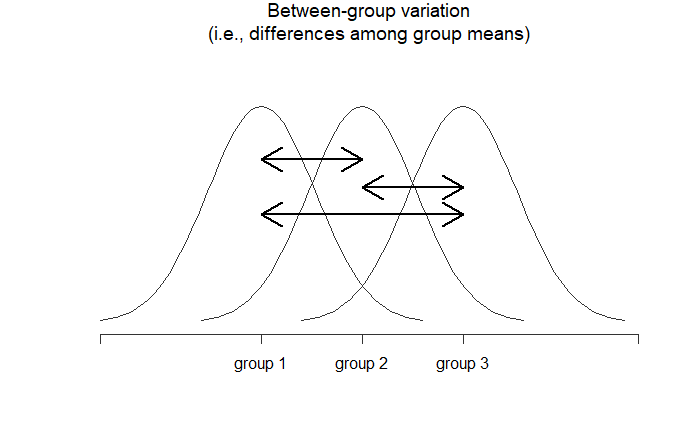 Between-group variation
(i.e., differences among group means)
group 1
group 2
group 3